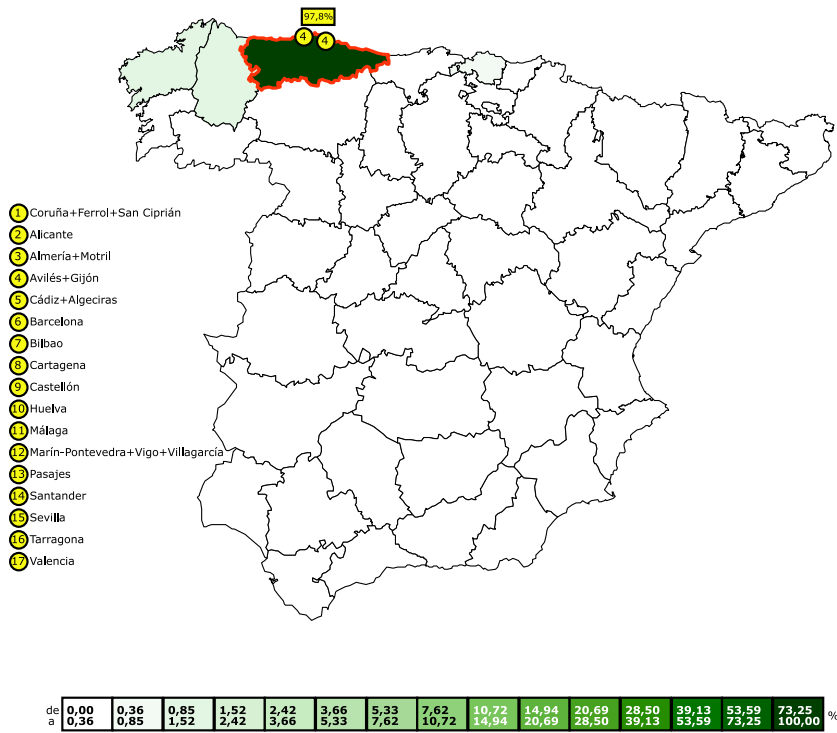 97,8%
4 4
1 Coruña+Ferrol+San Ciprián
2 Alicante
3 Almería+Motril
4 Avilés+Gijón
5 Cádiz+Algeciras
6 Barcelona
7 Bilbao
8 Cartagena
9 Castellón
10 Huelva
11 Málaga
12 Marín-Pontevedra+Vigo+Villagarcía
13 Pasajes
14 Santander
15 Sevilla
16 Tarragona
17 Valencia
de 0,00 0,36 0,85 1,52 2,42 3,66 5,33 7,62 10,72 14,94 20,69 28,50 39,13 53,59 73,25
a 0,36 0,85 1,52 2,42 3,66 5,33 7,62 10,72 14,94 20,69 28,50 39,13 53,59 73,25 100,00 %